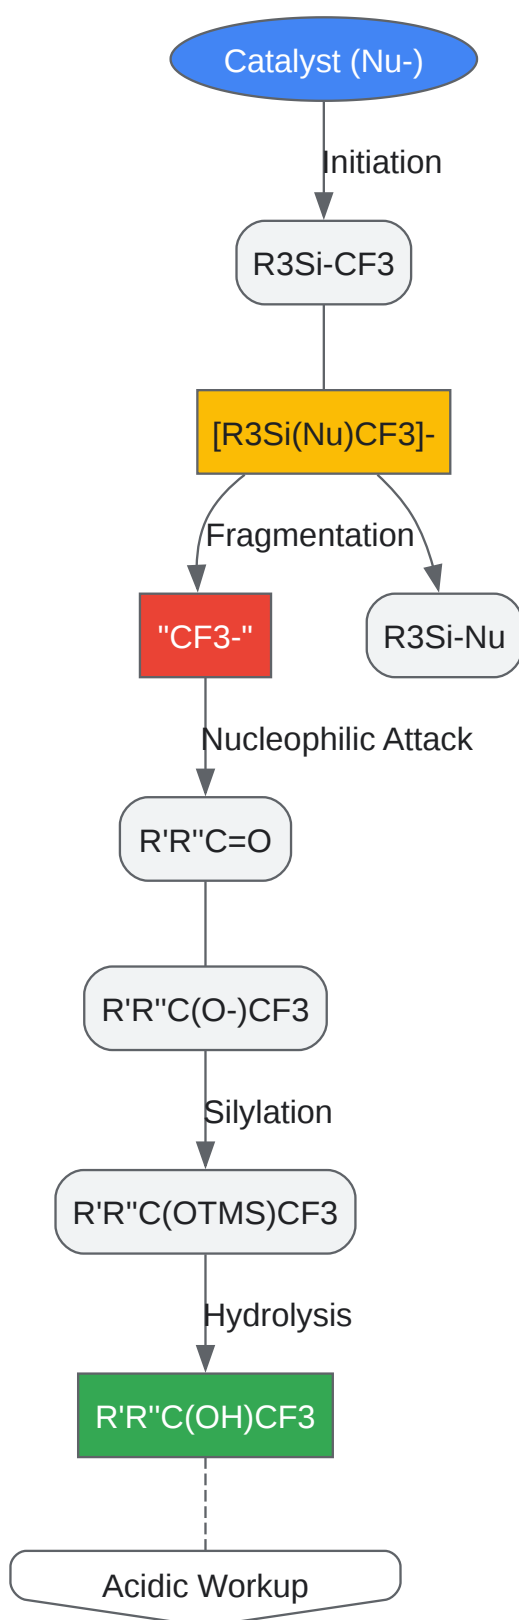 Catalyst (Nu-)
Initiation
R3Si-CF3
[R3Si(Nu)CF3]-
Fragmentation
"CF3-"
R3Si-Nu
Nucleophilic Attack
R'R"C=O
R'R"C(O-)CF3
Silylation
R'R"C(OTMS)CF3
Hydrolysis
R'R"C(OH)CF3
Acidic Workup